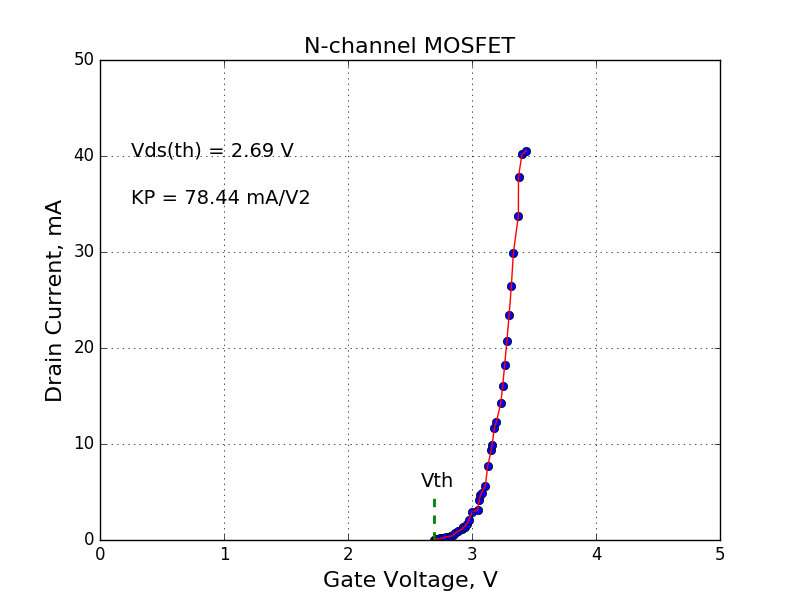 N-channel MOSFET
50
40
30
20
10
0
Drain Current, mA
Vds(th) = 2.69 V
KP = 78.44 mA/V2
Vth
0 1 2 3 4 5
Gate Voltage, V